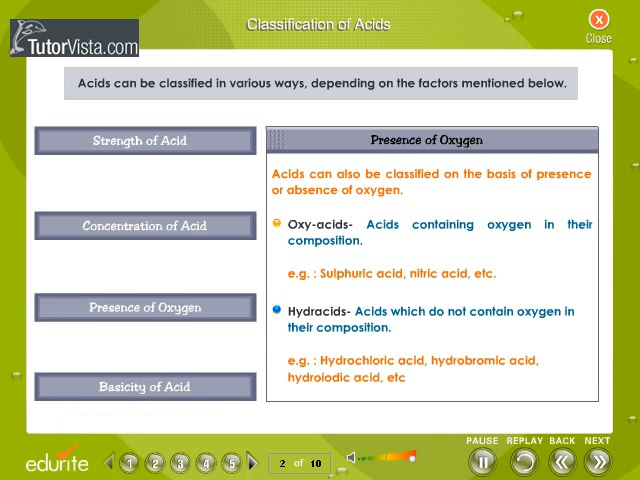 Classification of Acids
X
Close
TutorVista.com
Acids can be classified in various ways, depending on the factors mentioned below.
Strength of Acid
Concentration of Acid
Presence of Oxygen
Basicity of Acid
Presence of Oxygen
Acids can also be classified on the basis of presence
or absence of oxygen.
Oxy-acids- Acids containing oxygen in their
composition.
e.g. : Sulphuric acid, nitric acid, etc.
Hydracids- Acids which do not contain oxygen in
their composition.
e.g. : Hydrochloric acid, hydrobromic acid,
hydroiodic acid, etc
PAUSE REPLAY BACK NEXT
edurite
1 2 3 4 5
2 of 10